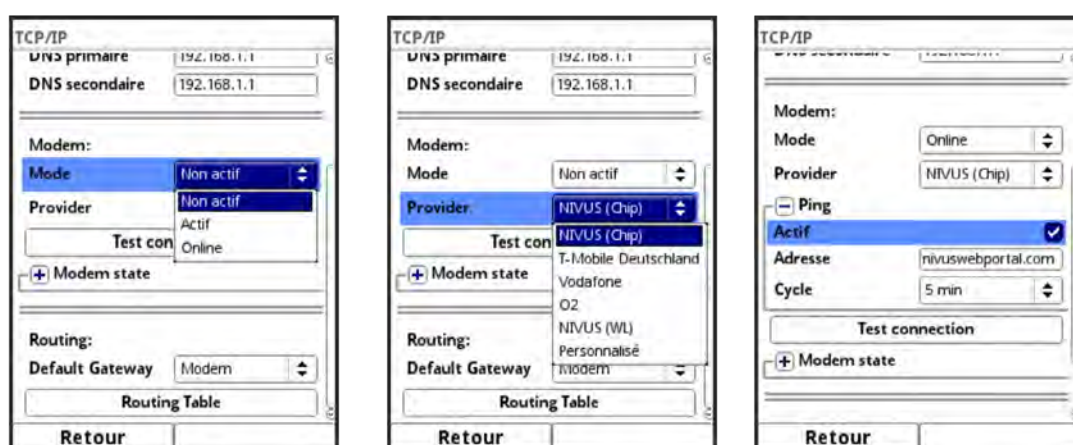 TCP/IP
DNS primaire 192.168.1.1
DNS secondaire 192.168.1.1
Modem:
Mode Non actif
Non actif
Provider
Actif
Online
Test con
Modem state
Routing:
Default Gateway Modem
Routing Table
Retour
TCP/IP
DNS primaire 192.168.1.1
DNS secondaire 192.168.1.1
Modem:
Mode Non actif
Provider NIVUS (Chip)
NIVUS (Chip)
Test con
T-Mobile Deutschland
Modem state
Vodafone
O2
NIVUS (WL)
Routing:
Personnalisé
Default Gateway Modem
Routing Table
Retour
TCP/IP
DNS secondaire
Modem:
Mode Online
Provider NIVUS (Chip)
Ping
Actif
Adresse nivuswebportal.com
Cycle 5 min
Test connection
Modem state
Retour